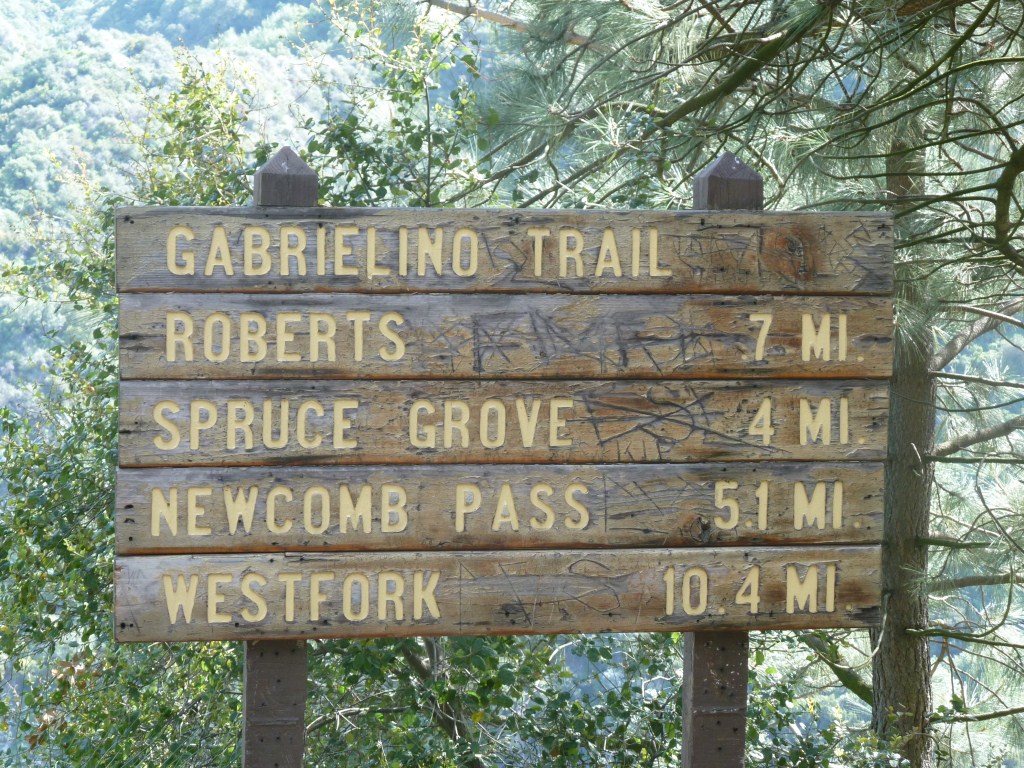 GABRIELINO TRAIL
ROBERTS .7 MI.
SPRUCE GROVE 4 MI.
NEWCOMB PASS 5.1 MI.
WESTFORK 10.4 MI.